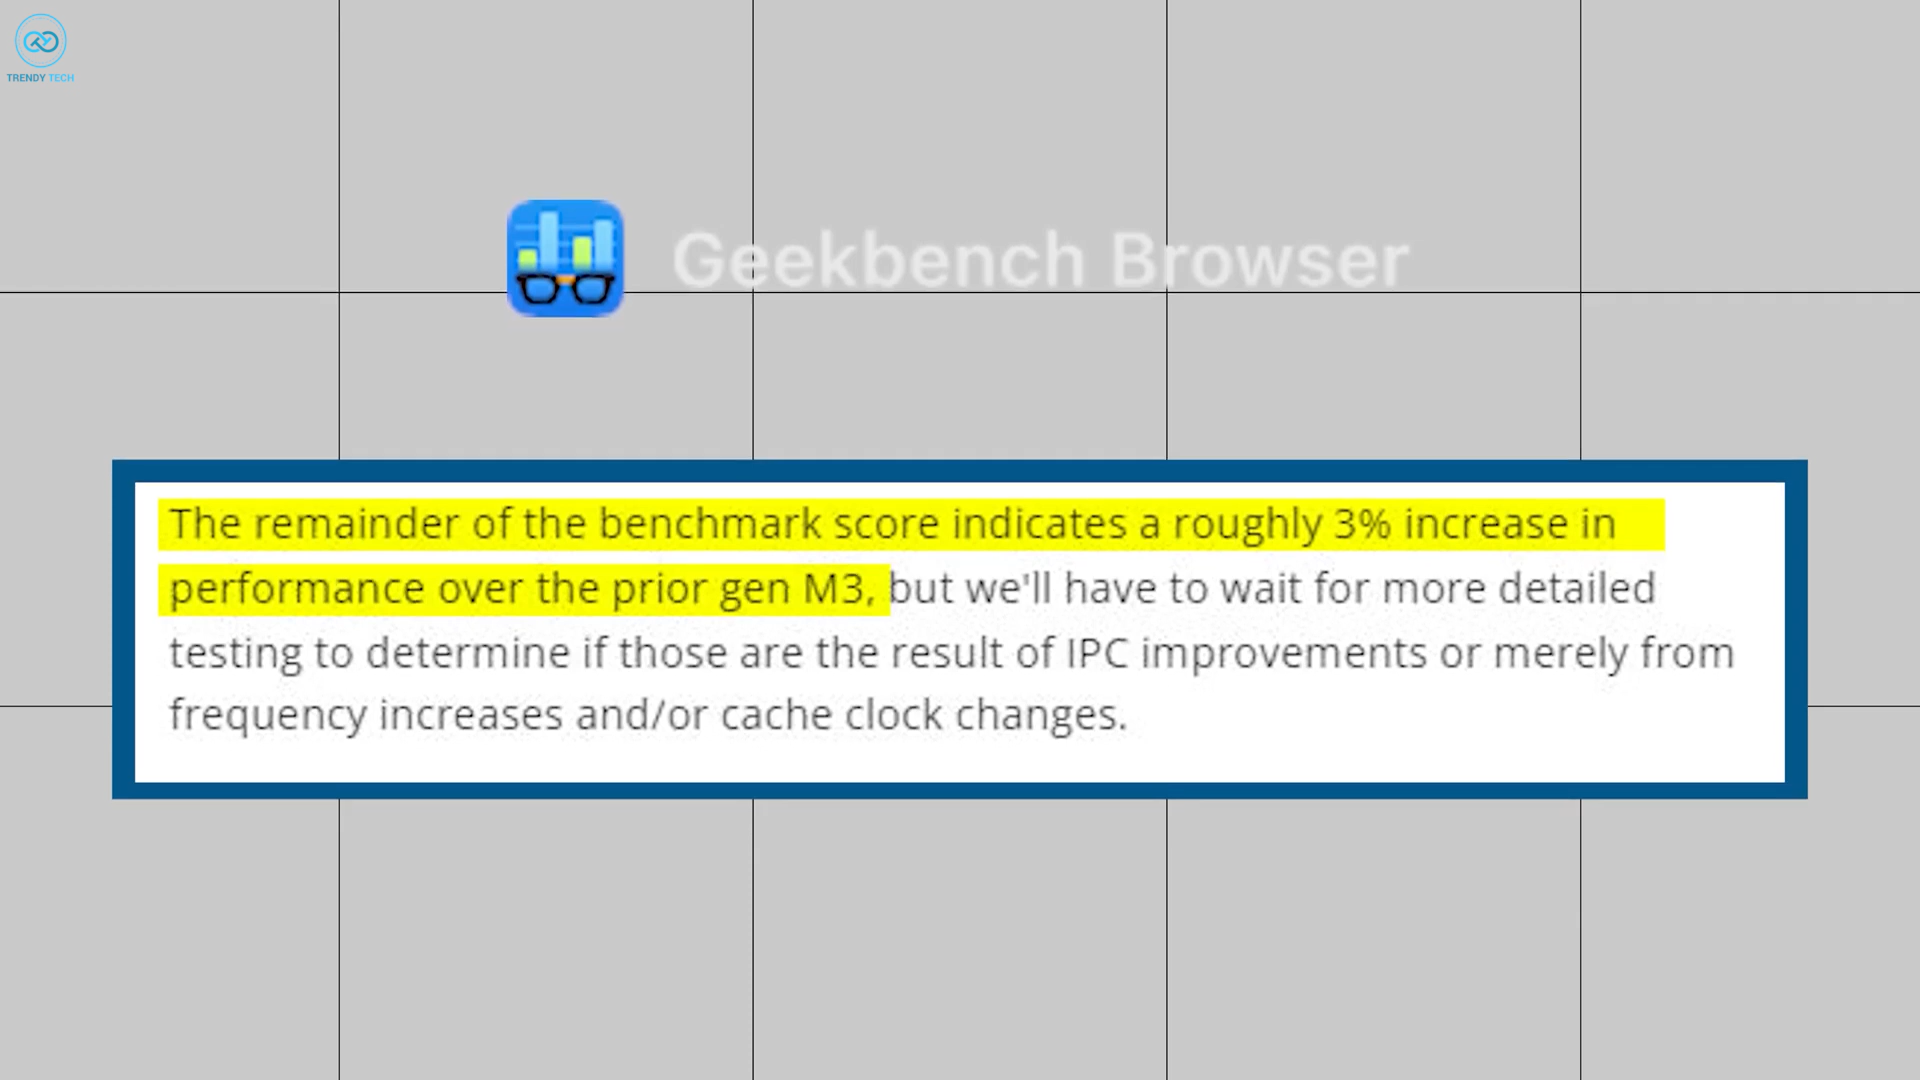 TRENDY TECH
Geekbench Browser
The remainder of the benchmark score indicates a roughly 3% increase in
performance over the prior gen M3, but we'll have to wait for more detailed
testing to determine if those are the result of IPC improvements or merely from
frequency increases and/or cache clock changes.